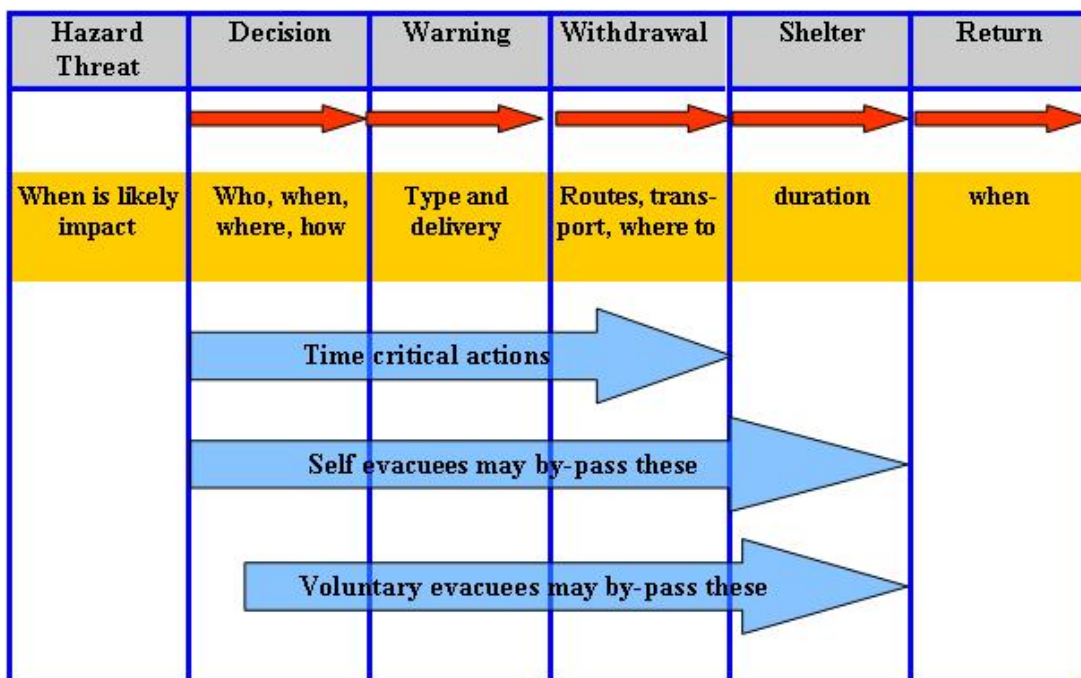 Hazard
Threat
Decision
Warning
Withdrawal
Shelter
Return
When is likely
impact
Who, when,
where, how
Type and
delivery
Routes, trans-
port, where to
duration
when
Time critical actions
Self evacuees may by-pass these
Voluntary evacuees may by-pass these